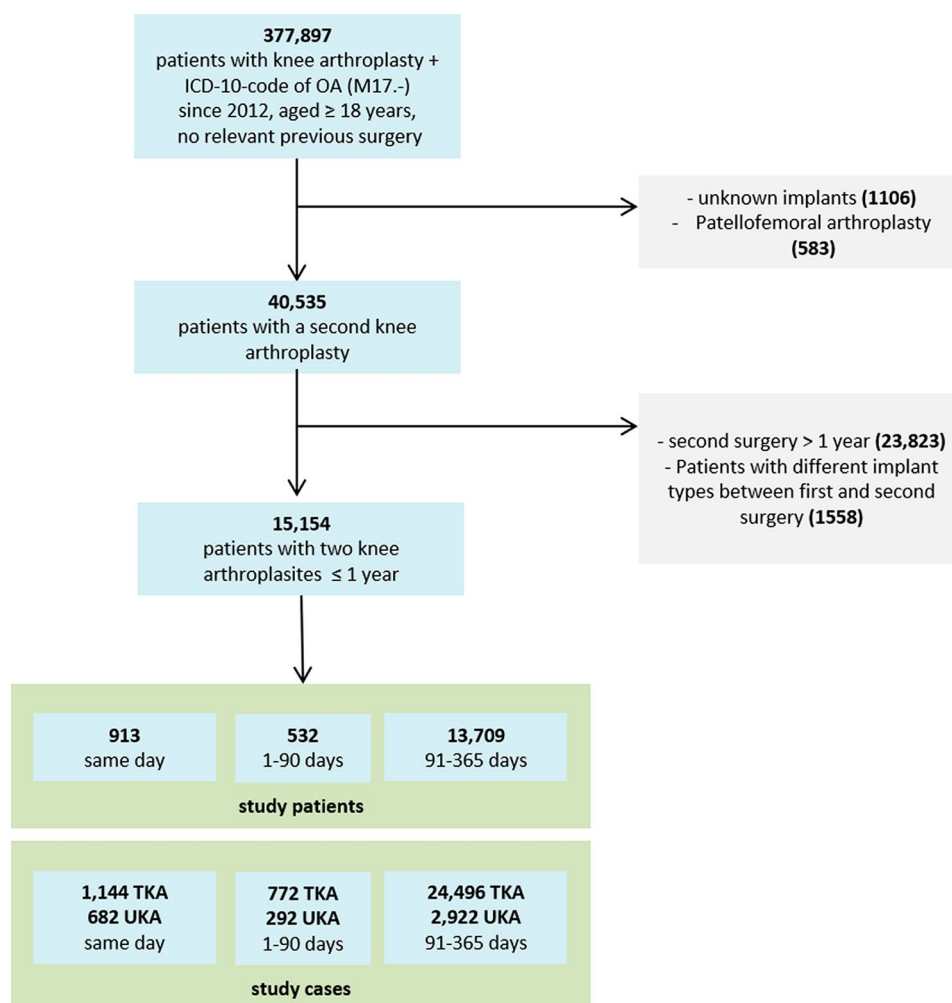 377,897
patients with knee arthroplasty +
ICD-10-code of OA (M17.-)
since 2012, aged ≥ 18 years,
no relevant previous surgery
- unknown implants (1106)
- Patellofemoral arthroplasty
(583)
40,535
patients with a second knee
arthroplasty
- second surgery > 1 year (23,823)
- Patients with different implant
types between first and second
surgery (1558)
15,154
patients with two knee
arthroplasites ≤ 1 year
913
same day
532
1-90 days
13,709
91-365 days
study patients
1,144 TKA
682 UKA
same day
772 TKA
292 UKA
1-90 days
24,496 TKA
2,922 UKA
91-365 days
study cases